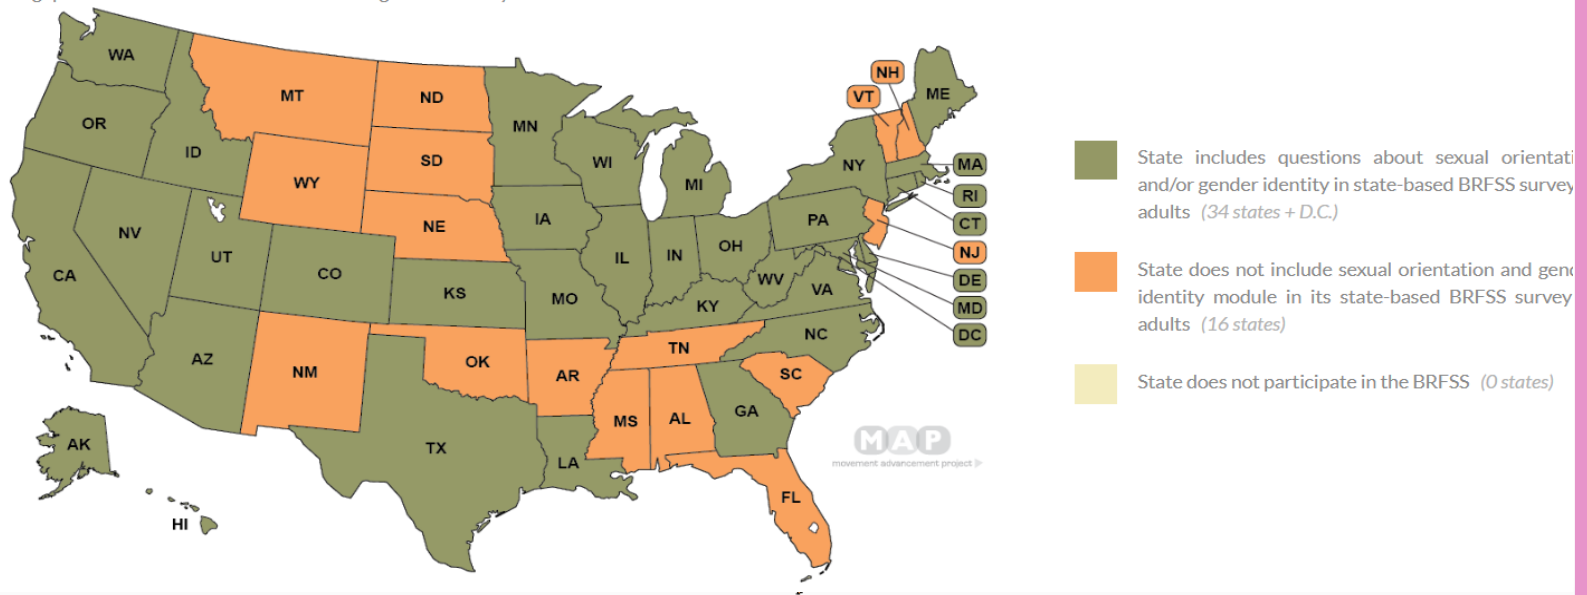 WA
MT
ND
MN
OR
ID
SD
WY
WI
MI
NH
VT
ME
NY
MA
RI
CT
NE
IA
PA
NJ
NV
UT
CO
IL
IN
OH
DE
CA
KS
MO
WV
VA
MD
KY
DC
AZ
NM
OK
AR
TN
NC
SC
MS
AL
GA
TX
LA
AK
FL
HI
MAP
movement advancement project
State includes questions about sexual
and/or gender identity in state-based BRFSS survey
adults (34 states + D.C.)
State does not include sexual orientation and
identity module in its state-based BRFSS survey
adults (16 states)
State does not participate in the BRFSS (0 states)